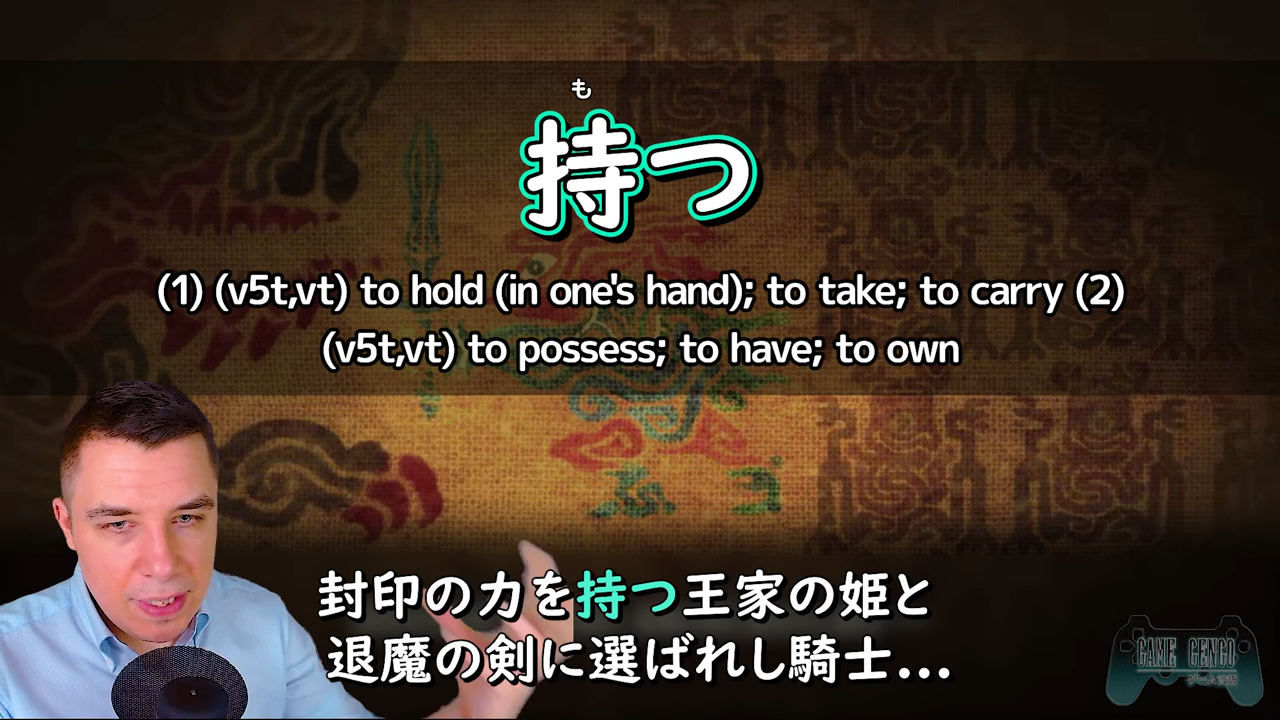 も
持つ
(1) (v5t,vt) to hold (in one's hand); to take; to carry (2)
(v5t,vt) to possess; to have; to own
封印の力を持つ王家の姫と
退魔の剣に選ばれし騎士...
GAME GENGO
ゲーム言語